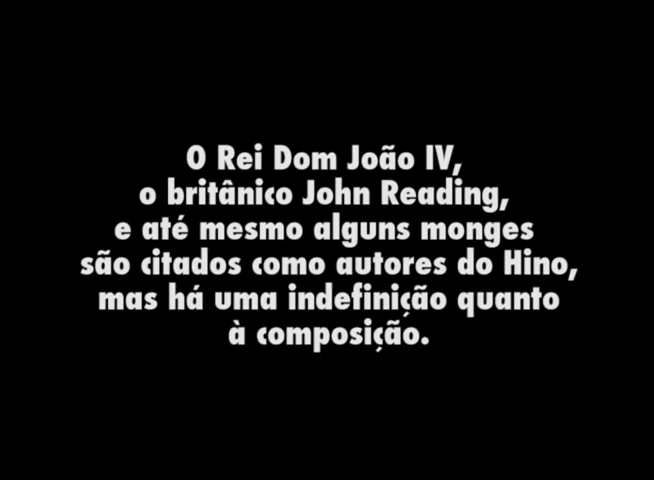 O Rei Dom João IV,
o britânico John Reading,
e até mesmo alguns monges
são citados como autores do Hino,
mas há uma indefinição quanto
à composição.